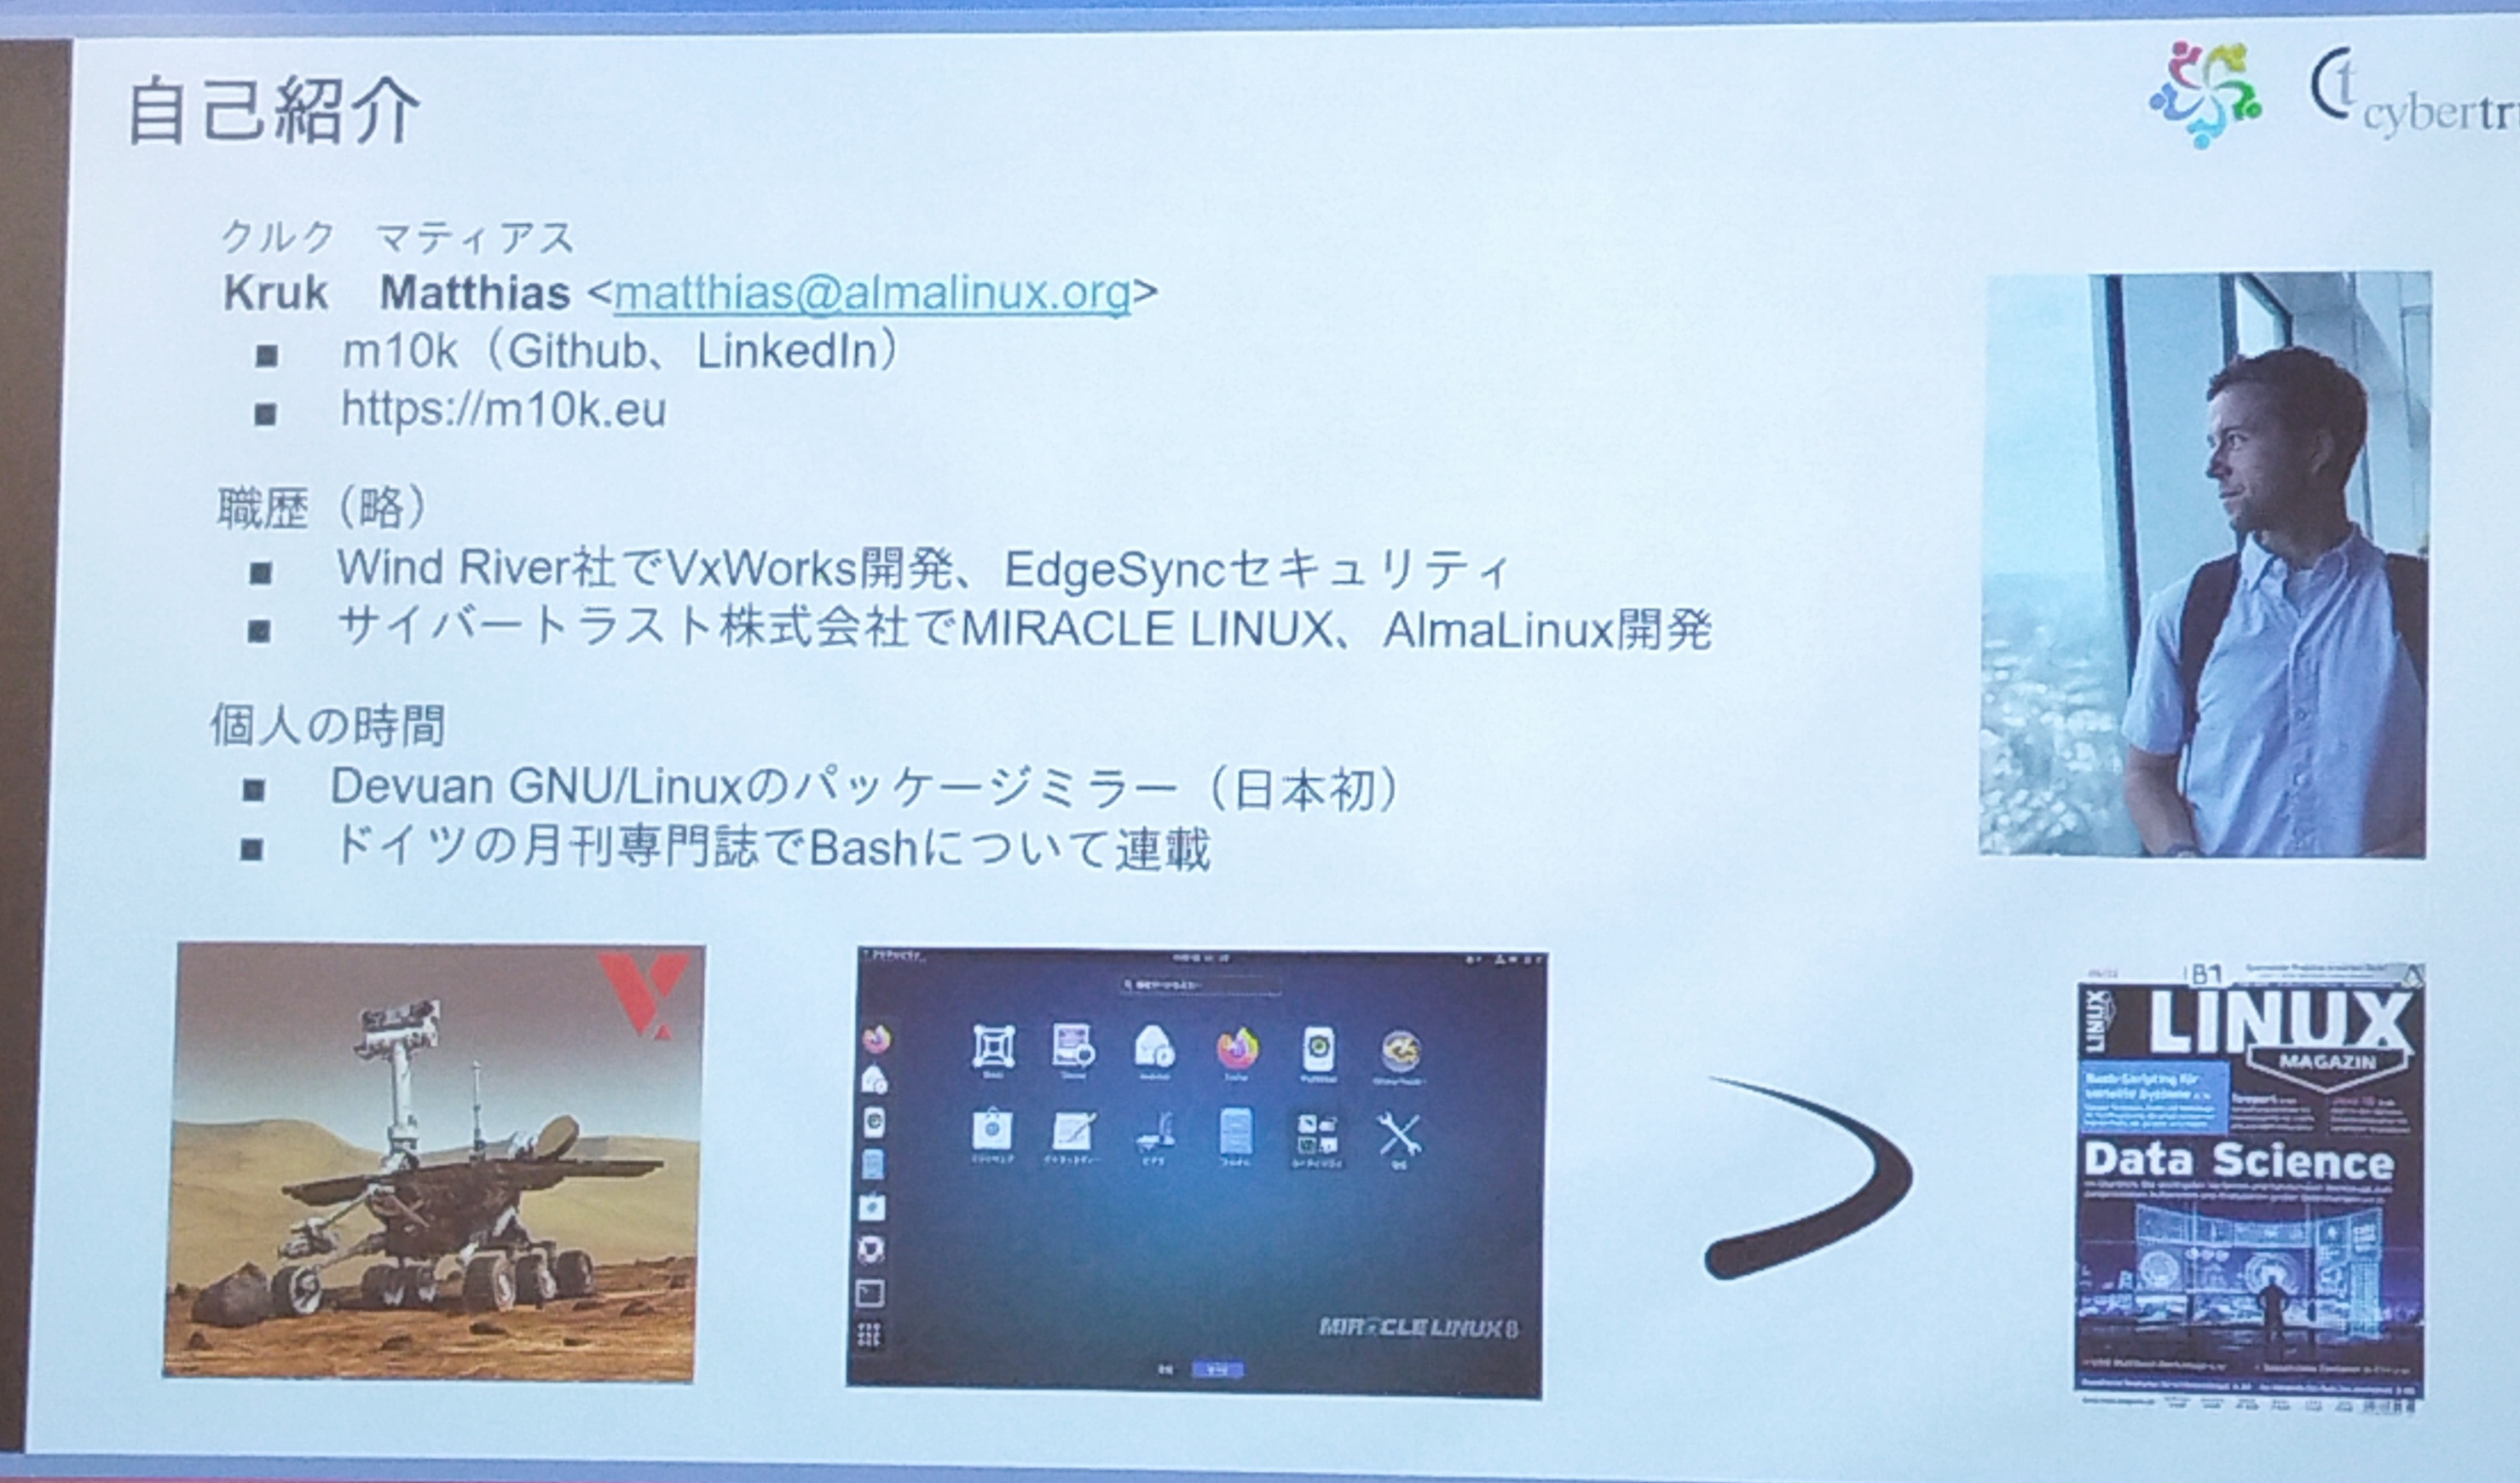 自己紹介
cybertr
クルク マティアス
Kruk Matthias <matthias@almalinux.org>
■ m10k（Github、LinkedIn）
■ https://m10k.eu
職歴（略）
■ Wind River社でVxWorks開発、EdgeSyncセキュリティ
■ サイバートラスト株式会社でMIRACLE LINUX、AlmaLinux開発
個人の時間
■ Devuan GNU/Linuxのパッケージミラー（日本初）
■ ドイツの月刊専門誌でBashについて連載
MIRACLE LINUX 8
LINUX
LINUX
MAGAZIN
Bash-Scripting für
verteilte Systeme
Data Science